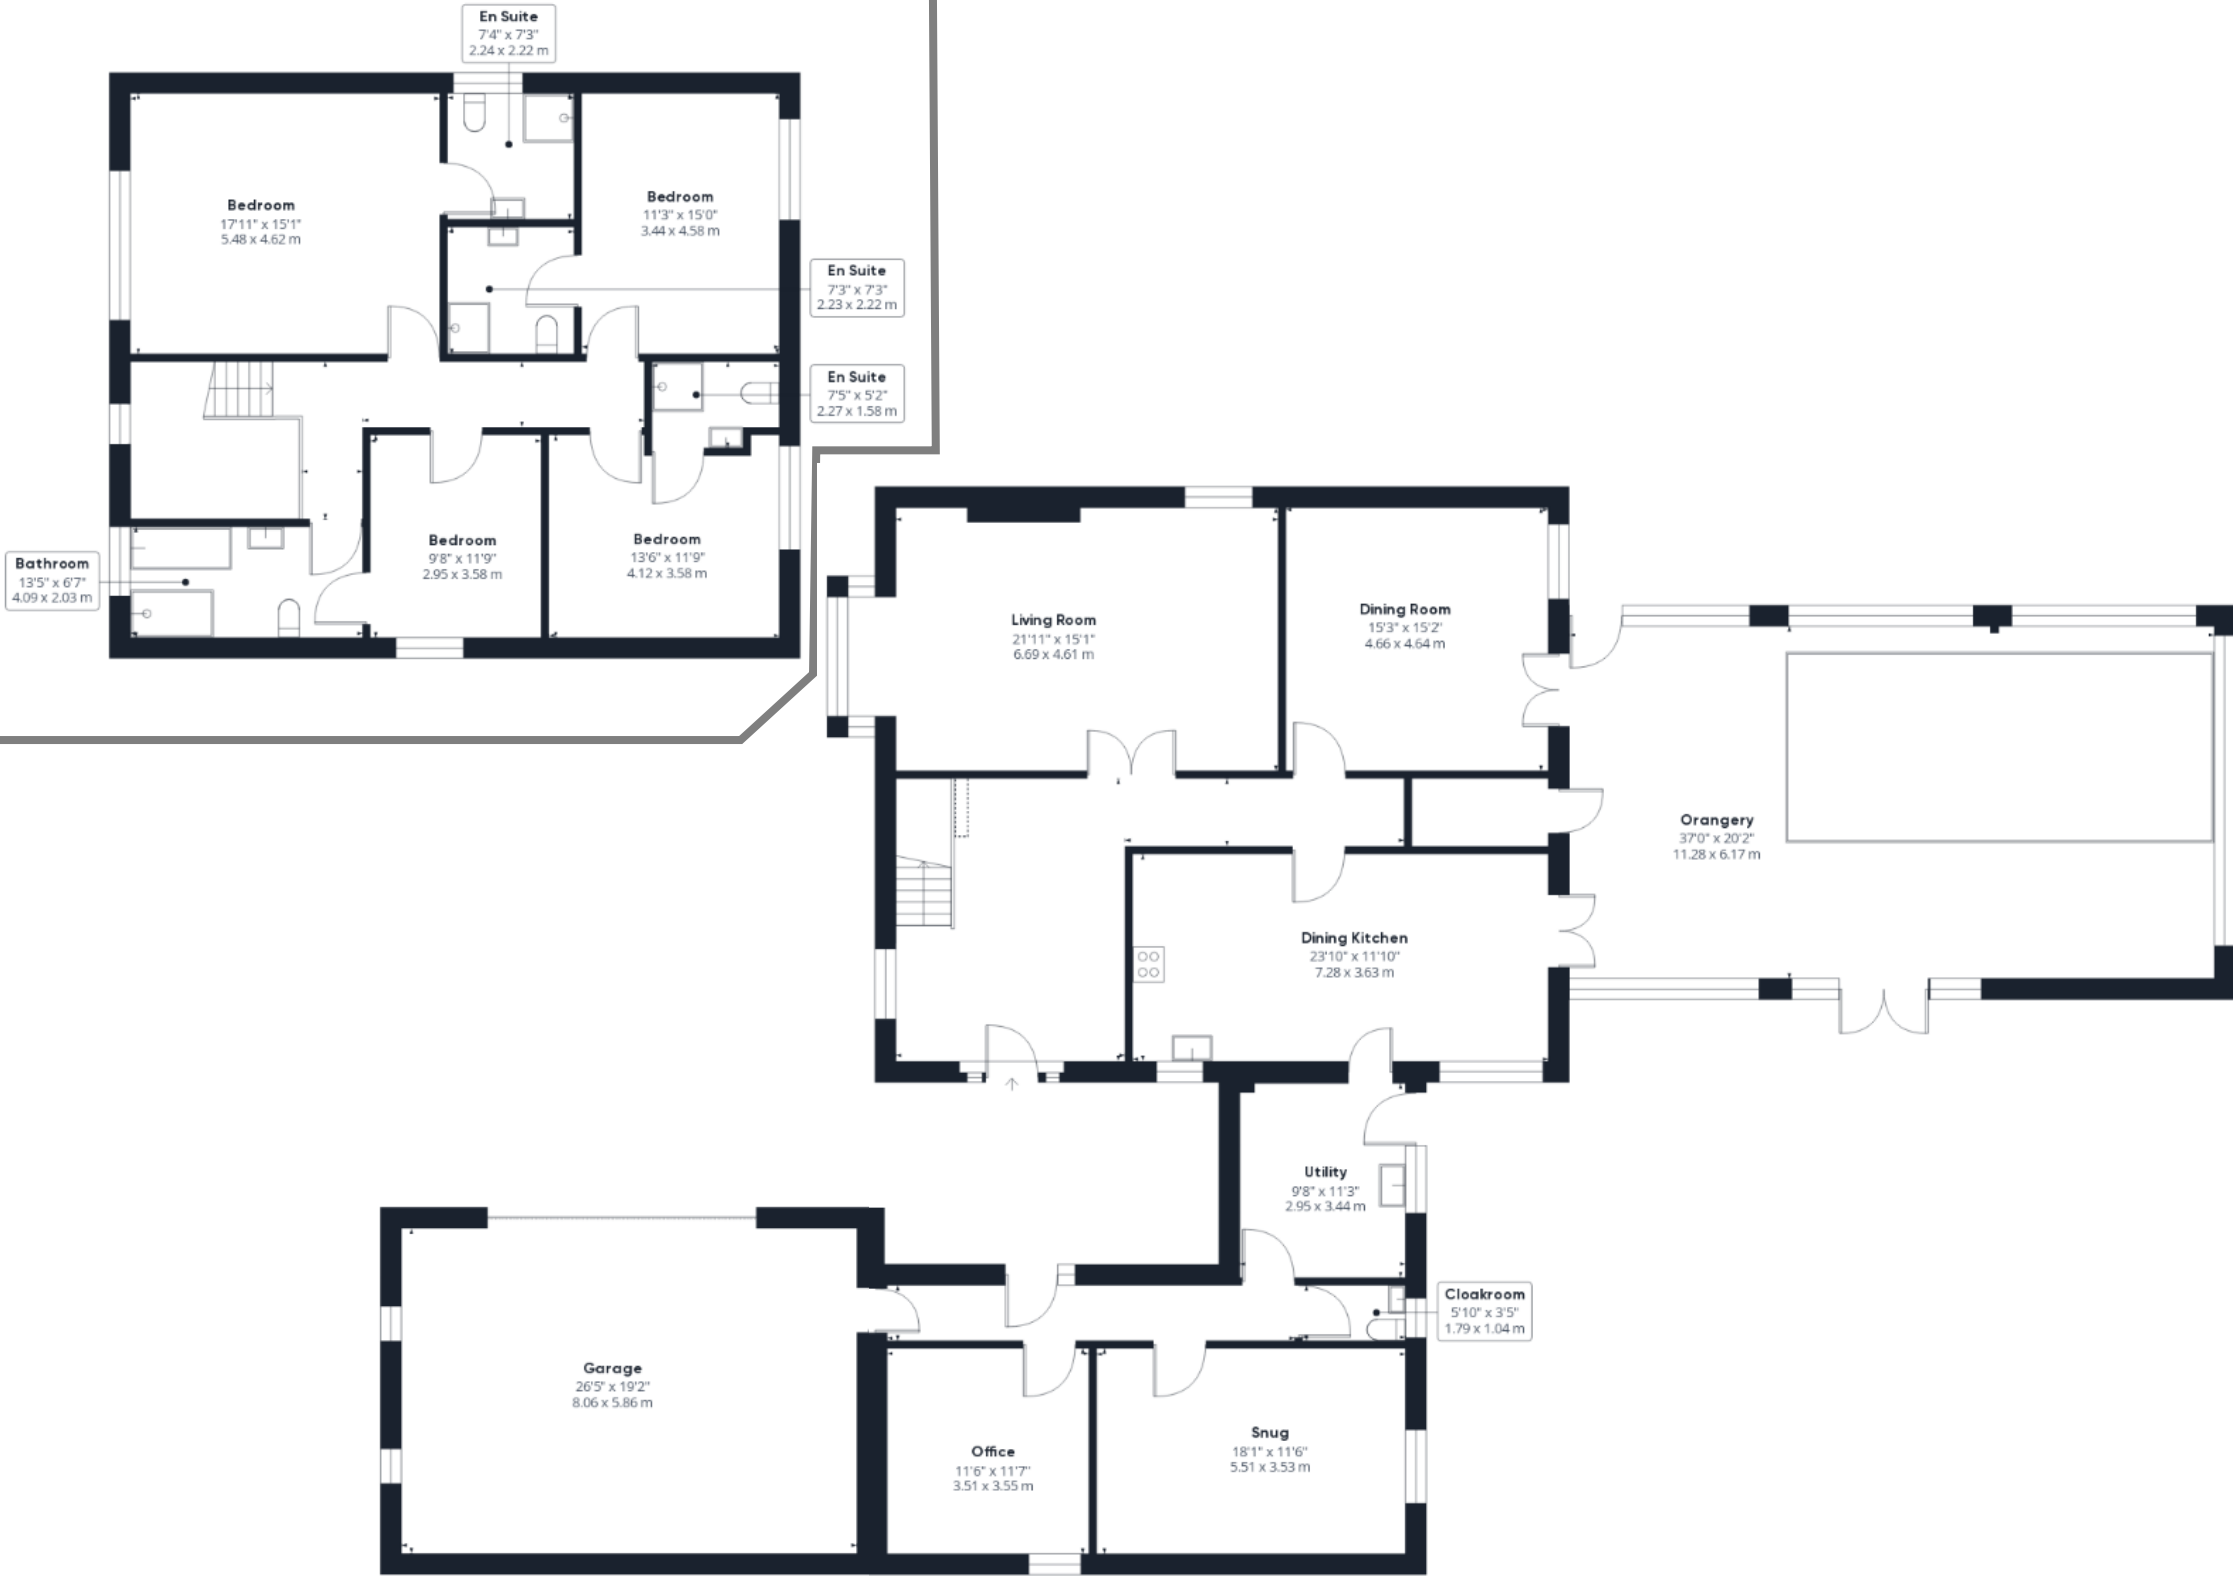 En Suite
7'4" x 7'3"
2.24 x 2.22 m
Bedroom
17'11" x 15'1"
5.48 x 4.62 m
Bedroom
11'3" x 15'0"
3.44 x 4.58 m
En Suite
7'3" x 7'3"
2.23 x 2.22 m
En Suite
7'5" x 5'2"
2.27 x 1.58 m
Bathroom
13'5" x 6'7"
4.09 x 2.03 m
Bedroom
9'8" x 11'9"
2.95 x 3.58 m
Bedroom
13'6" x 11'9"
4.12 x 3.58 m
Living Room
21'11" x 15'1"
6.69 x 4.61 m
Dining Room
15'3" x 15'2"
4.66 x 4.64 m
Orangery
37'0" x 20'2"
11.28 x 6.17 m
Dining Kitchen
23'10" x 11'10"
7.28 x 3.63 m
Utility
9'8" x 11'3"
2.95 x 3.44 m
Cloakroom
5'10" x 3'5"
1.79 x 1.04 m
Garage
26'5" x 19'2"
8.06 x 5.86 m
Office
11'6" x 11'7"
3.51 x 3.55 m
Snug
18'1" x 11'6"
5.51 x 3.53 m